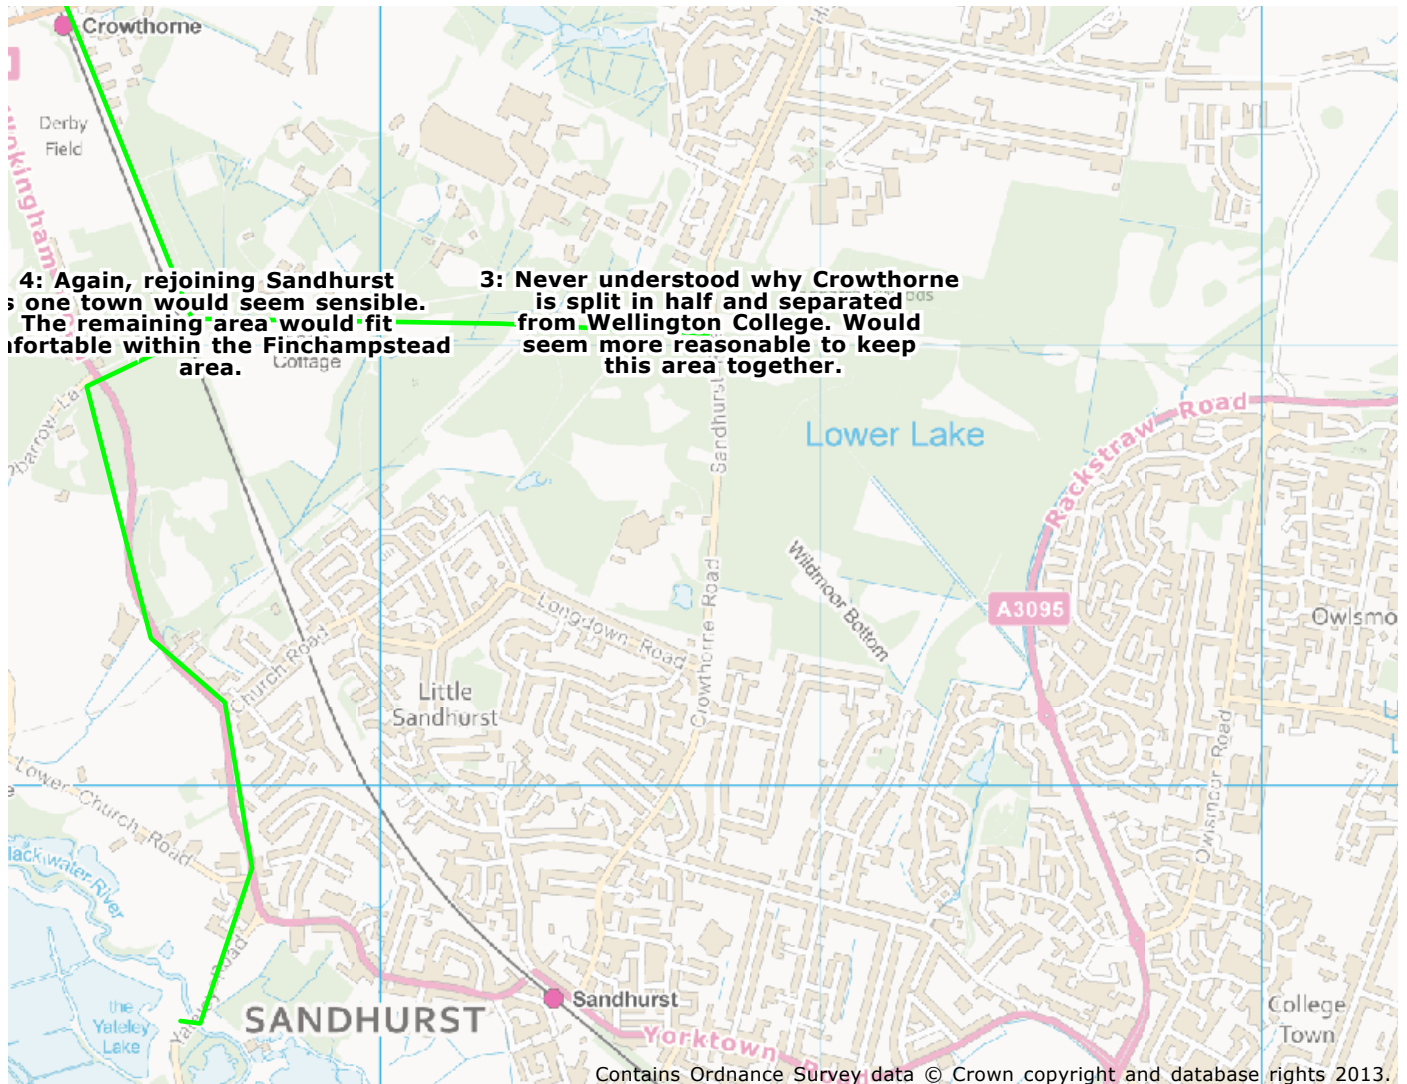 Crowthorne
Derby
Field
4: Again, rejoining Sandhurst
s one town would seem sensible.
The remaining area would fit
nfortable within the Finchampstead
area.
3: Never understood why Crowthorne
is split in half and separated
from Wellington College. Would
seem more reasonable to keep
this area together.
Cottage
Sandhurst
Lower Lake
Rackstraw Road
A3095
Wildmoor Bottom
Owlsmo
Longdown Road
Crowthorne Road
Church Road
Little
Sandhurst
Owlsmoor Road
Lower Church Road
lackwater River
the
Yateley
Lake
Yateley Road
SANDHURST
Sandhurst
Yorktown Road
College
Town
Contains Ordnance Survey data © Crown copyright and database rights 2013.